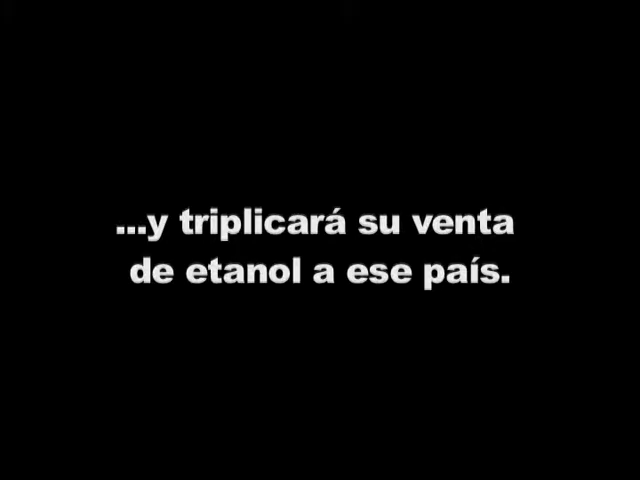 ...y triplicará su venta
de etanol a ese país.